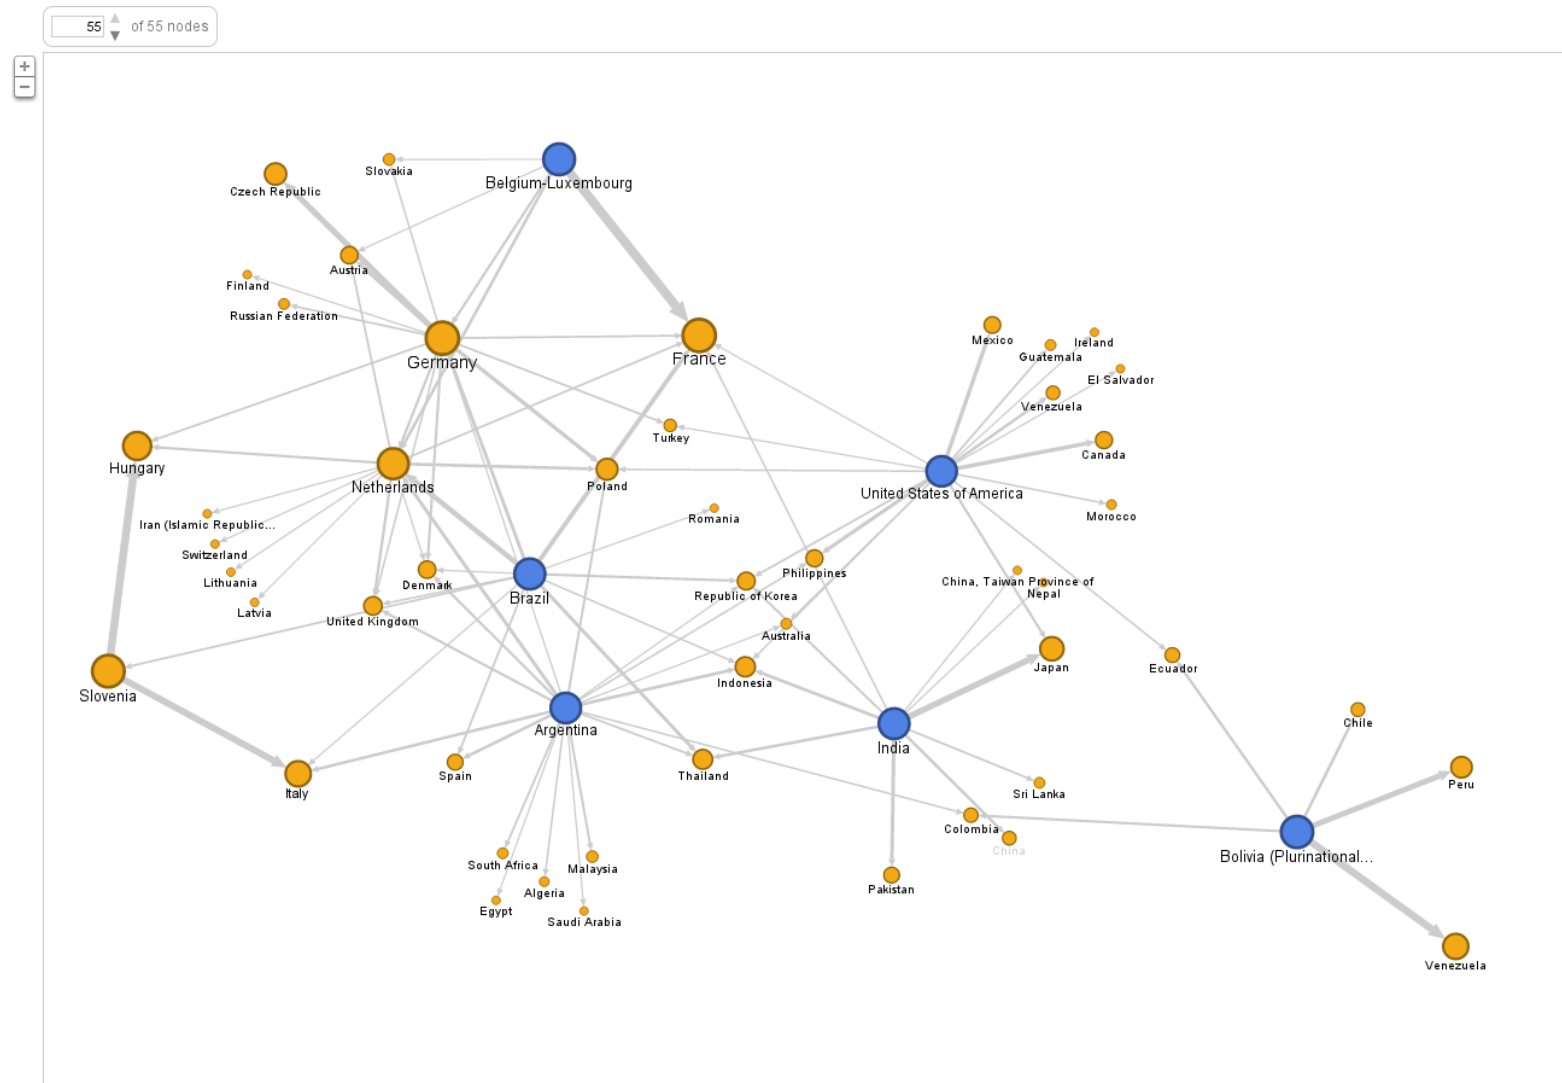 55 of 55 nodes
+
−
Slovakia
Belgium-Luxembourg
Czech Republic
Austria
Finland
Russian Federation
Germany
France
Mexico
Ireland
Guatemala
El Salvador
Venezuela
Turkey
Canada
Hungary
Netherlands
Poland
United States of America
Iran (Islamic Republic...
Romania
Morocco
Switzerland
Lithuania
Denmark
Philippines
China, Taiwan Province of
Nepal
Latvia
Brazil
Republic of Korea
United Kingdom
Australia
Japan
Ecuador
Slovenia
Indonesia
Argentina
India
Chile
Italy
Spain
Thailand
Sri Lanka
Peru
Colombia
China
Bolivia (Plurinational...
South Africa
Malaysia
Algeria
Pakistan
Egypt
Saudi Arabia
Venezuela